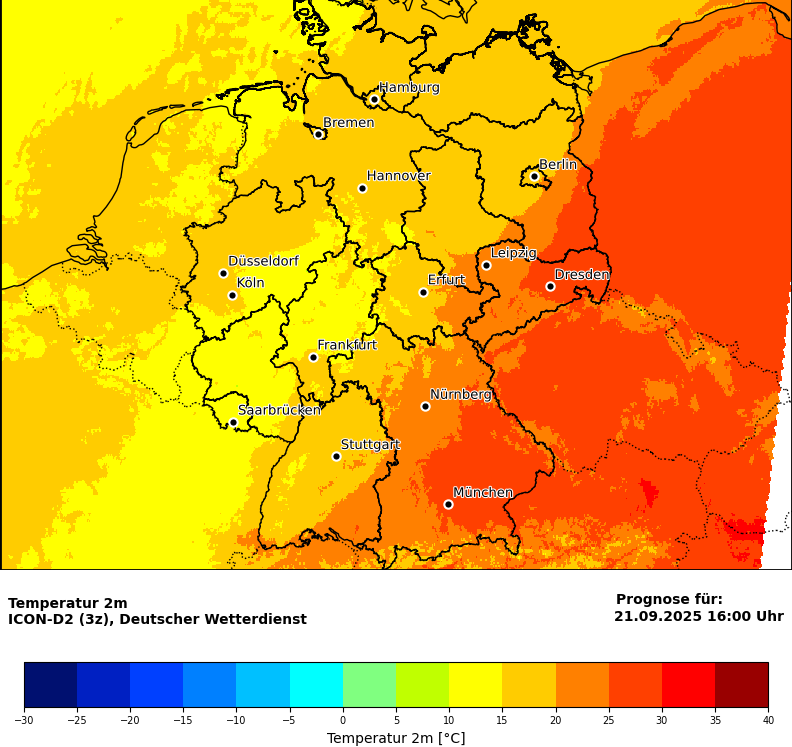 Hamburg
Bremen
Berlin
Hannover
Leipzig
Düsseldorf
Dresden
Köln
Erfurt
Frankfurt
Nürnberg
Saarbrücken
Stuttgart
München
Temperatur 2m
ICON-D2 (3z), Deutscher Wetterdienst
Prognose für:
21.09.2025 16:00 Uhr
−30 −25 −20 −15 −10 −5 0 5 10 15 20 25 30 35 40
Temperatur 2m [°C]